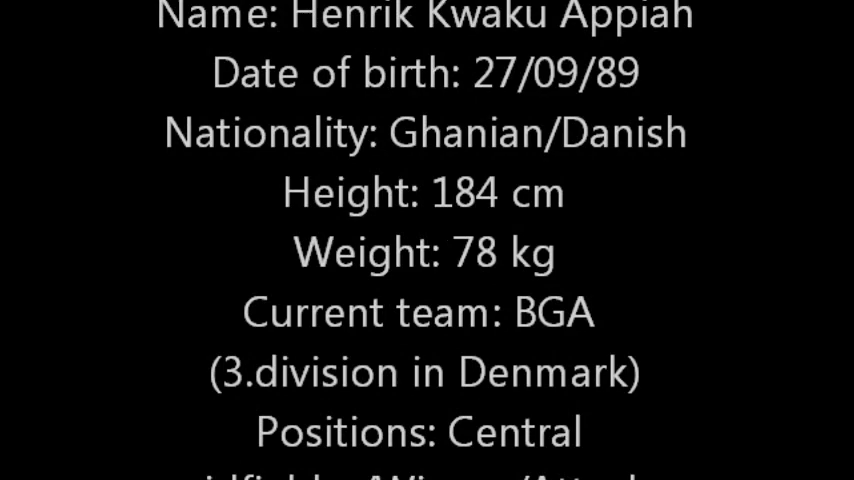 Name: Henrik Kwaku Appiah
Date of birth: 27/09/89
Nationality: Ghanian/Danish
Height: 184 cm
Weight: 78 kg
Current team: BGA
(3.division in Denmark)
Positions: Central